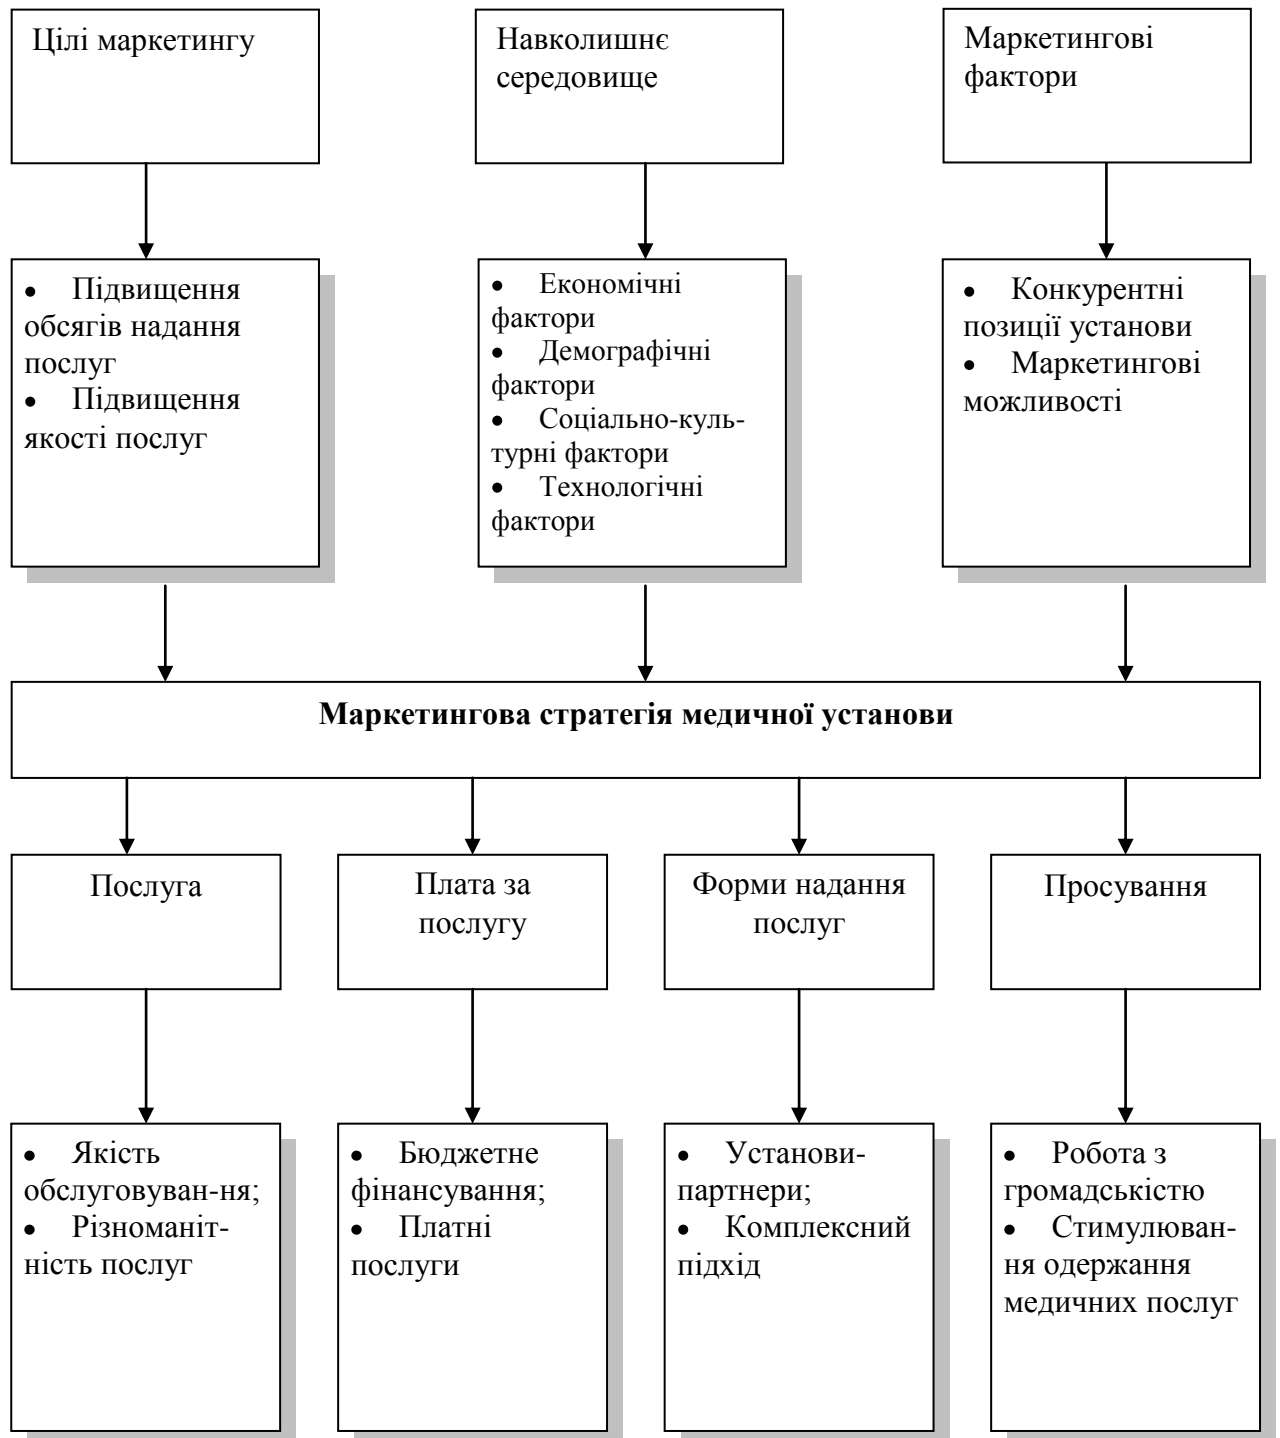 Цілі маркетингу
Навколишнє
середовище
Маркетингові
фактори
• Підвищення
обсягів надання
послуг
• Підвищення
якості послуг
• Економічні
фактори
• Демографічні
фактори
• Соціально-куль-
турні фактори
• Технологічні
фактори
• Конкурентні
позиції установи
• Маркетингові
можливості
Маркетингова стратегія медичної установи
Послуга
Плата за
послугу
Форми надання
послуг
Просування
• Якість
обслуговуван-ня;
• Різноманіт-
ність послуг
• Бюджетне
фінансування;
• Платні
послуги
• Установи-
партнери;
• Комплексний
підхід
• Робота з
громадськістю
• Стимулюван-
ня одержання
медичних послуг